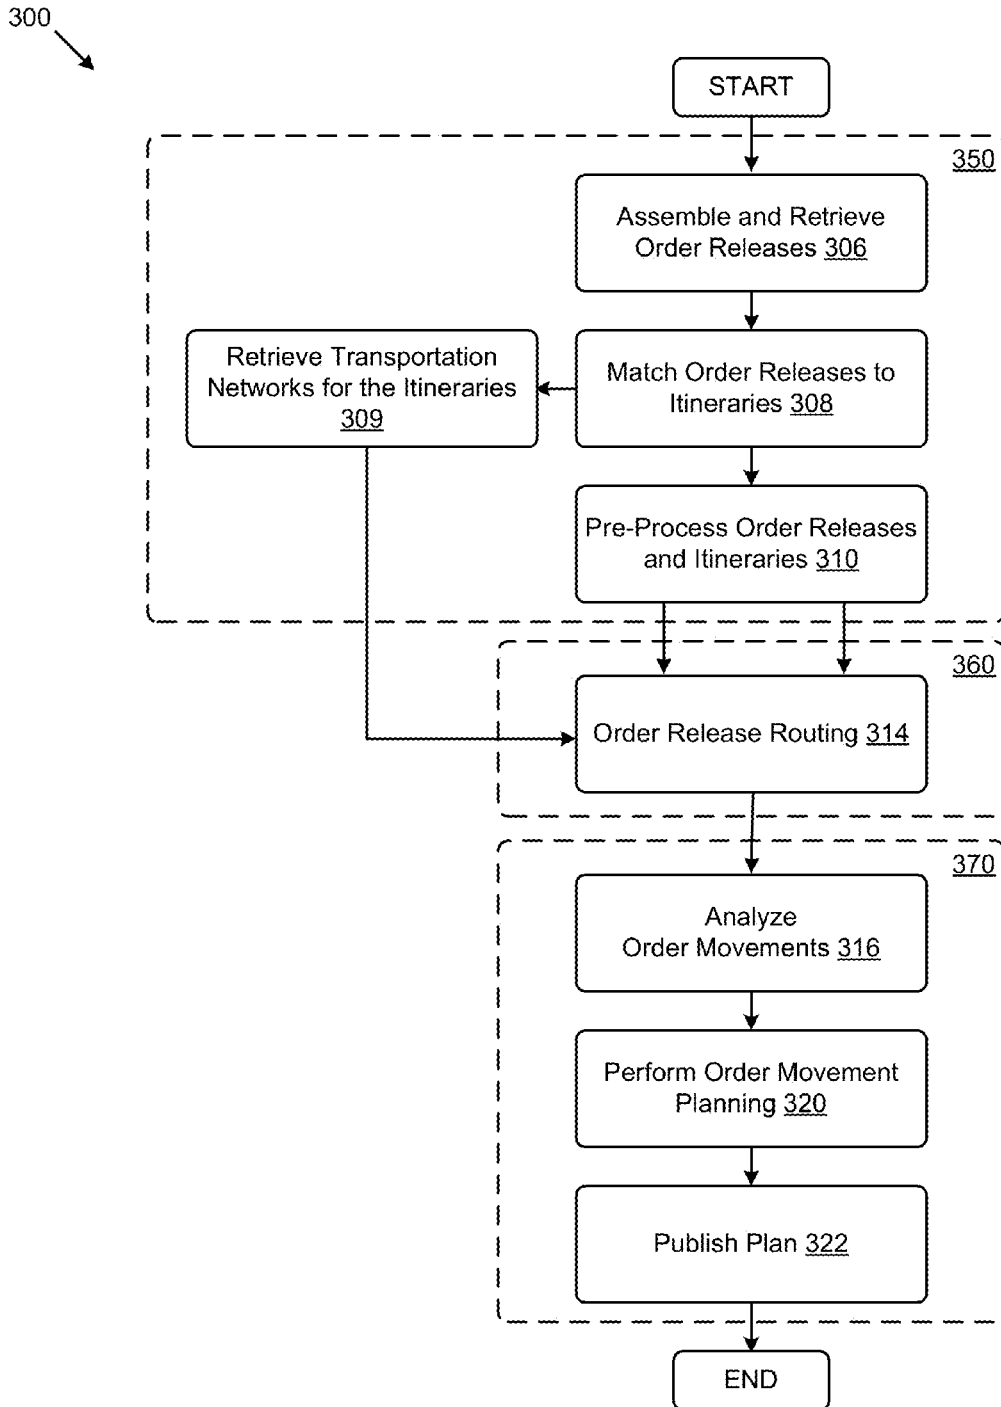 300
START
350
Assemble and Retrieve
Order Releases 306
Retrieve Transportation
Networks for the Itineraries
309
Match Order Releases to
Itineraries 308
Pre-Process Order Releases
and Itineraries 310
360
Order Release Routing 314
370
Analyze
Order Movements 316
Perform Order Movement
Planning 320
Publish Plan 322
END